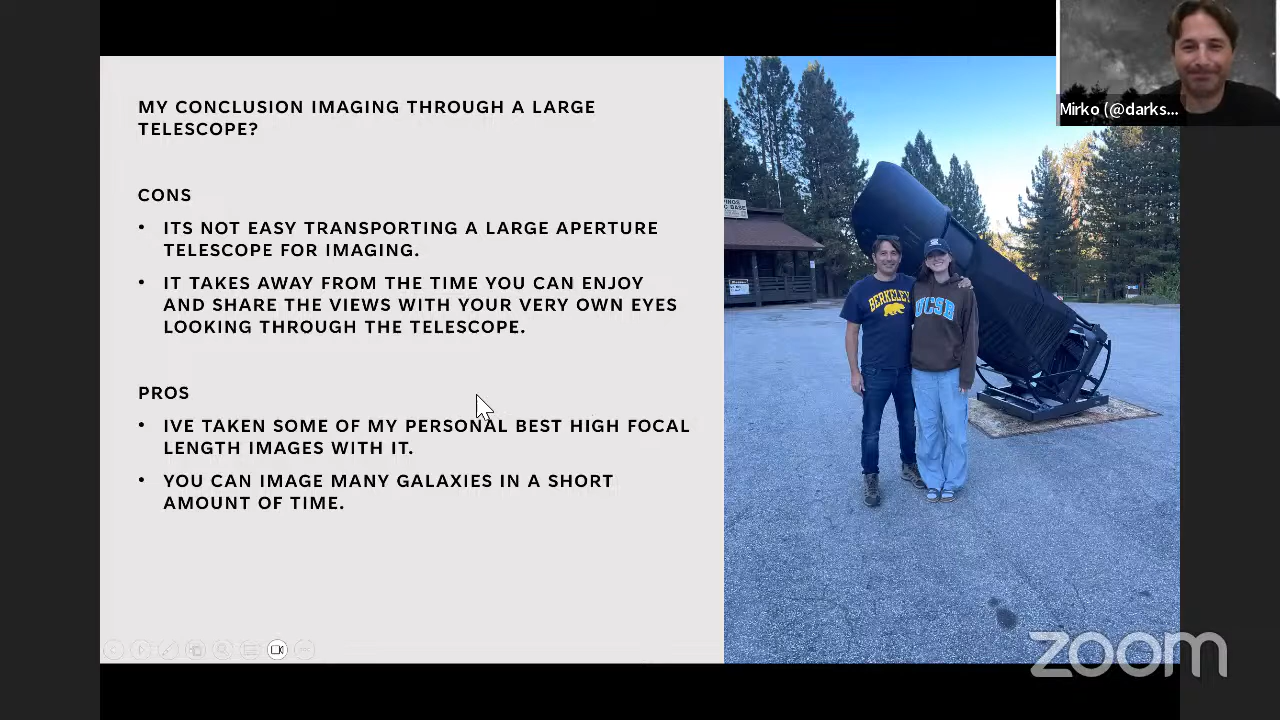 MY CONCLUSION IMAGING THROUGH A LARGE
TELESCOPE?
CONS
• ITS NOT EASY TRANSPORTING A LARGE APERTURE
TELESCOPE FOR IMAGING.
• IT TAKES AWAY FROM THE TIME YOU CAN ENJOY
AND SHARE THE VIEWS WITH YOUR VERY OWN EYES
LOOKING THROUGH THE TELESCOPE.
PROS
• IVE TAKEN SOME OF MY PERSONAL BEST HIGH FOCAL
LENGTH IMAGES WITH IT.
• YOU CAN IMAGE MANY GALAXIES IN A SHORT
AMOUNT OF TIME.
Mirko (@darks...
BERKELEY
UCSB
zoom